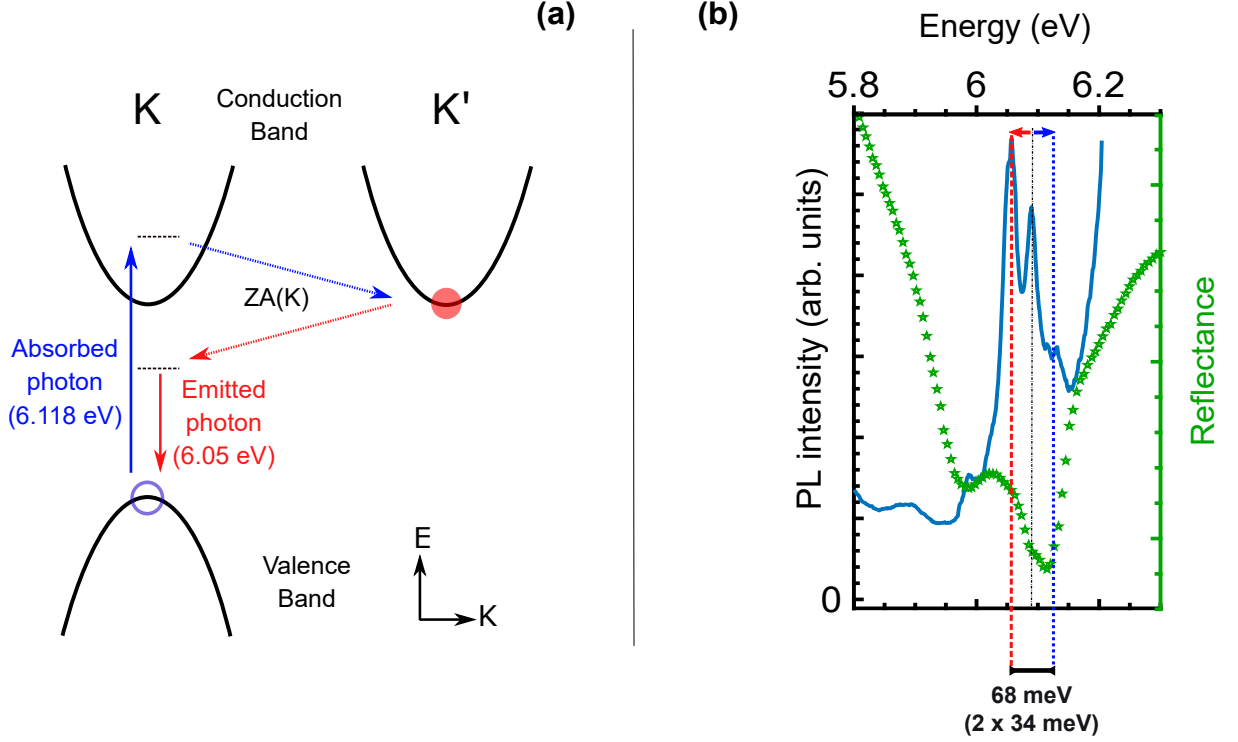 (a)
K
Conduction
Band
K'
ZA(K)
Absorbed
photon
(6.118 eV)
Emitted
photon
(6.05 eV)
Valence
Band
E
K
(b)
Energy (eV)
5.8 6 6.2
PL intensity (arb. units)
0
Reflectance
68 meV
(2 x 34 meV)